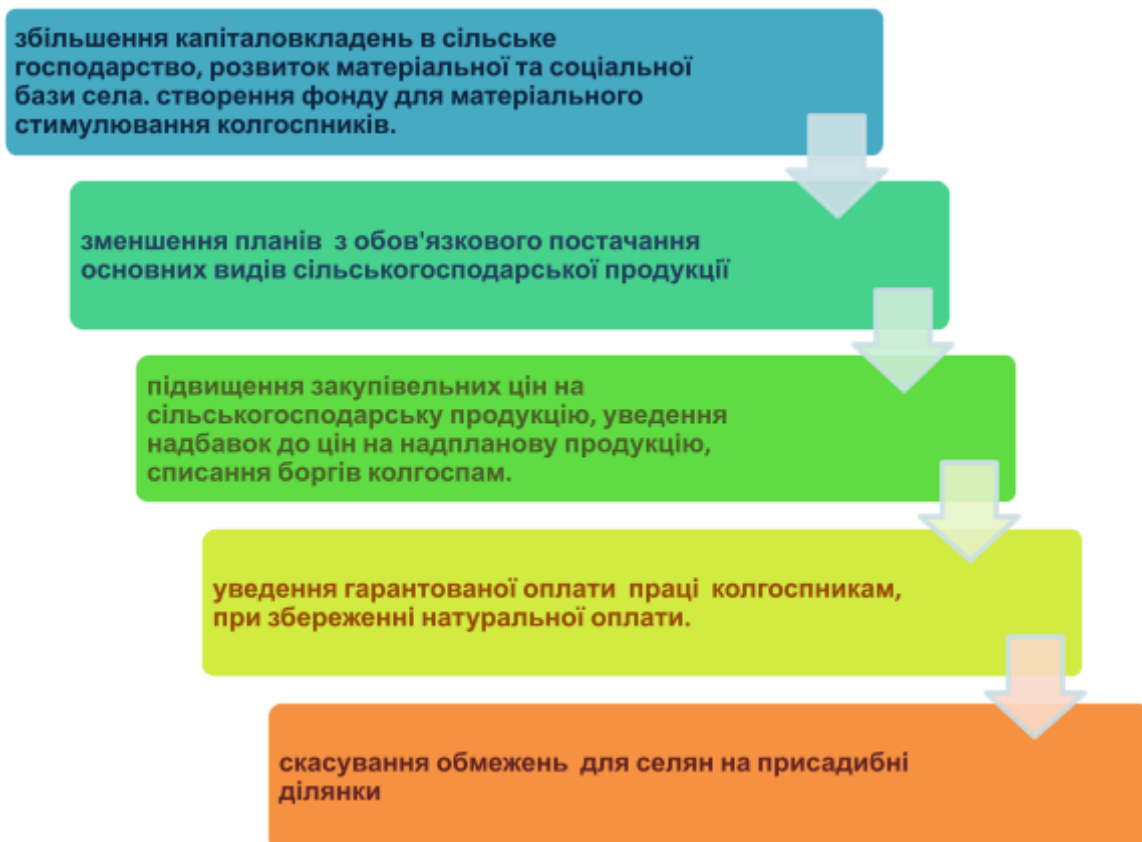 збільшення капіталовкладень в сільське
господарство, розвиток матеріальної та соціальної
бази села. створення фонду для матеріального
стимулювання колгоспників.
зменшення планів з обов'язкового постачання
основних видів сільськогосподарської продукції
підвищення закупівельних цін на
сільськогосподарську продукцію, уведення
надбавок до цін на надпланову продукцію,
списання боргів колгоспам.
уведення гарантованої оплати праці колгоспникам,
при збереженні натуральної оплати.
скасування обмежень для селян на присадибні
ділянки